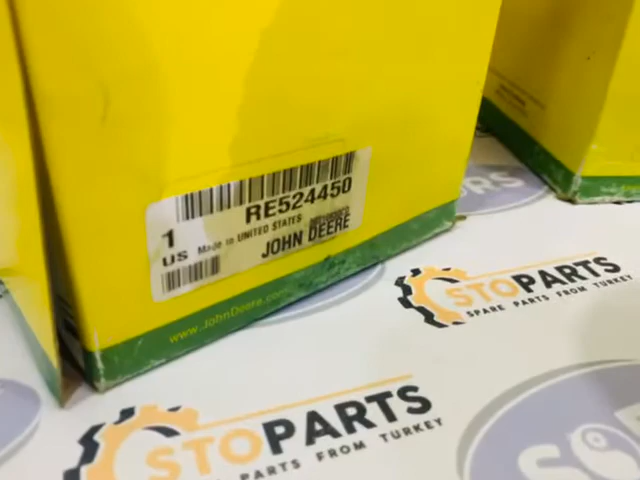 RE524450
1
US
Made in UNITED STATES
JOHN DEERE
www.JohnDeere.com
STOPARTS
SPARE PARTS FROM TURKEY
STOPARTS
PARTS FROM TURKEY